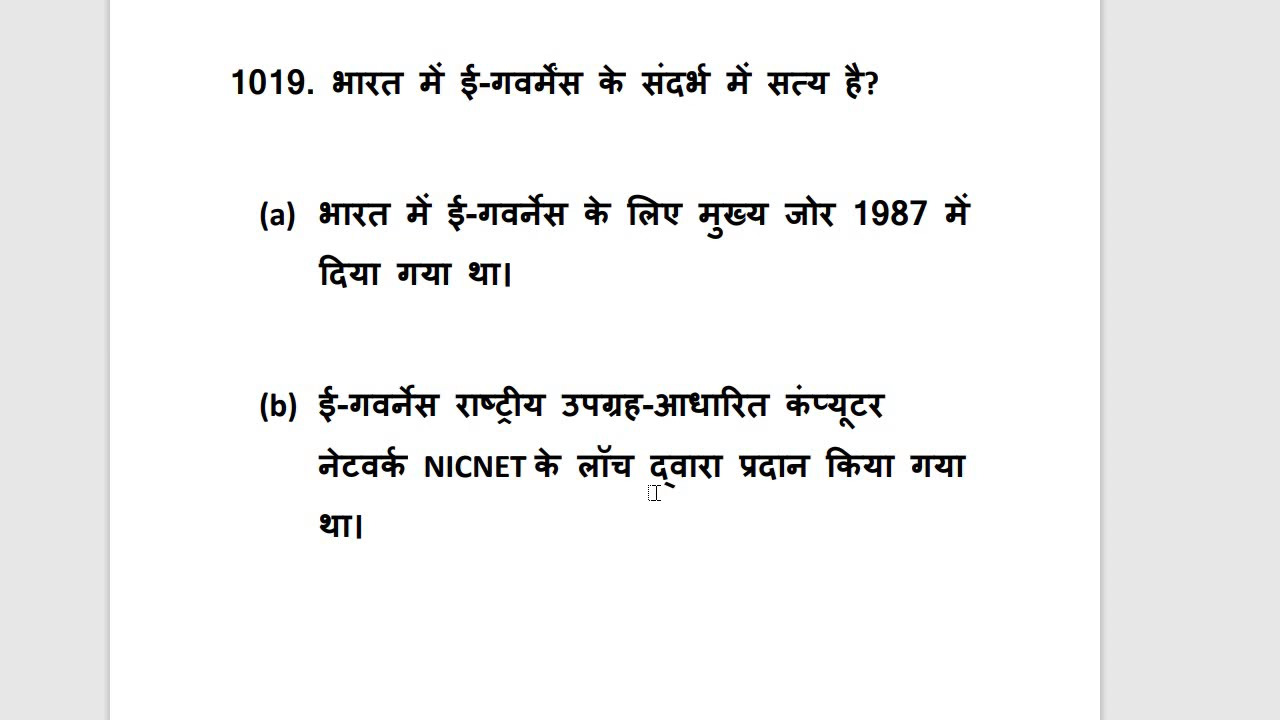 1019. भारत में ई-गवर्मेंस के संदर्भ में सत्य है?
(a) भारत में ई-गवर्नेस के लिए मुख्य जोर 1987 में
दिया गया था।
(b) ई-गवर्नेस राष्ट्रीय उपग्रह-आधारित कंप्यूटर
नेटवर्क NICNET के लॉच द्वारा प्रदान किया गया
था।